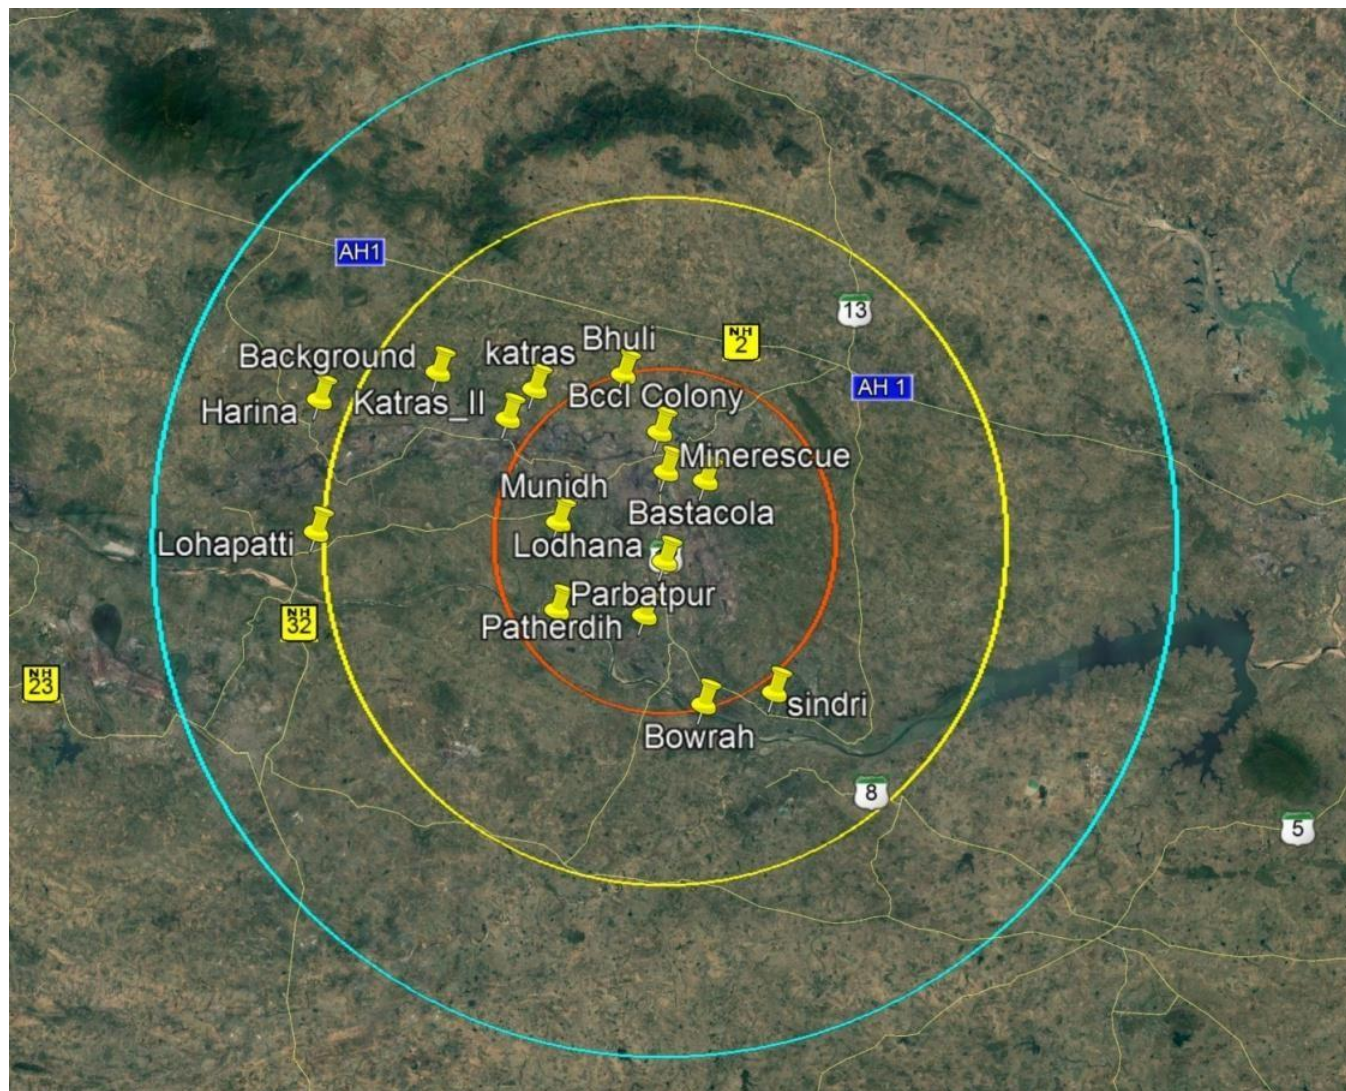 AH1
13
NH
2
Bhuli
katras
Background
AH 1
Bccl Colony
Katras_II
Harina
Minerescue
Munidh
Bastacola
Lodhana
Lohapatti
Parbatpur
NH
32
Patherdih
NH
23
sindri
Bowrah
8
5